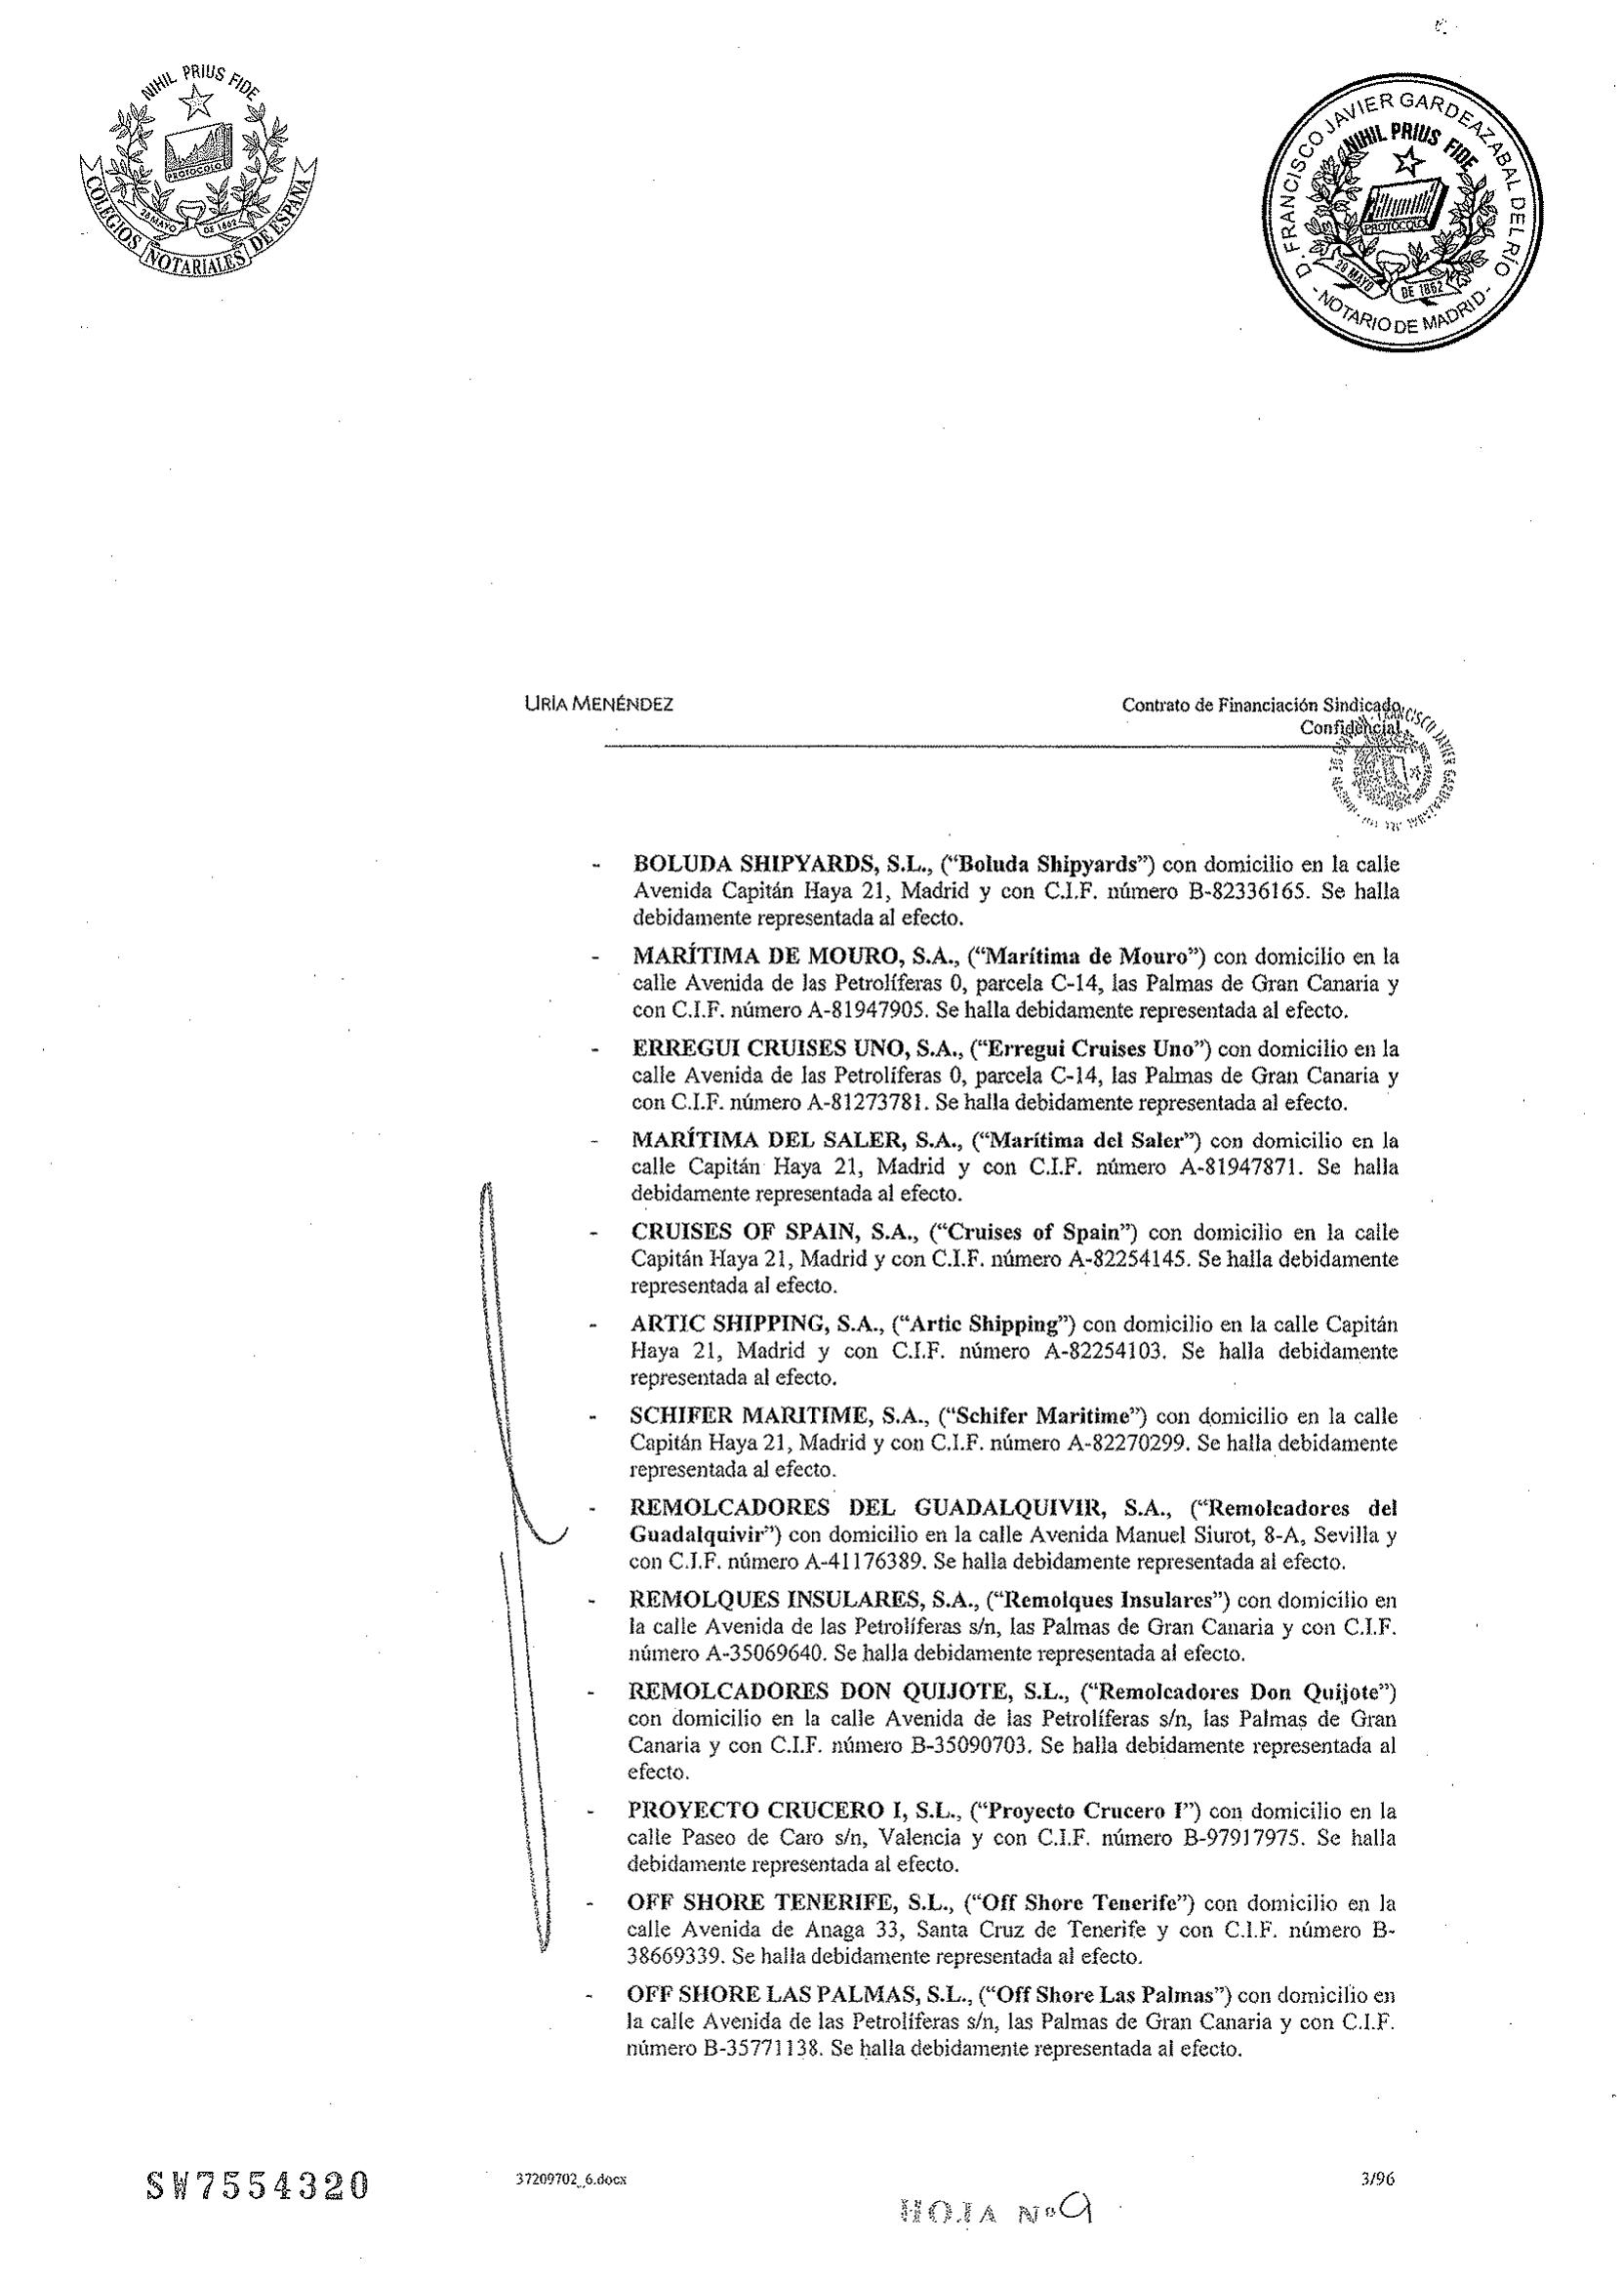 NIHIL PRIUS FIDE
PROTOCOLO
28 MAYO DE 1862
COLEGIOS NOTARIALES DE ESPAÑA
D. FRANCISCO JAVIER GARDEAZABAL DEL RÍO
NIHIL PRIUS FIDE
PROTOCOLO
28 MAYO DE 1862
- NOTARIO DE MADRID -
URÍA MENÉNDEZ
Contrato de Financiación Sindicado
Confidencial
- BOLUDA SHIPYARDS, S.L., (“Boluda Shipyards”) con domicilio en la calle
Avenida Capitán Haya 21, Madrid y con C.I.F. número B-82336165. Se halla
debidamente representada al efecto.
- MARÍTIMA DE MOURO, S.A., (“Marítima de Mouro”) con domicilio en la
calle Avenida de las Petrolíferas 0, parcela C-14, las Palmas de Gran Canaria y
con C.I.F. número A-81947905. Se halla debidamente representada al efecto.
- ERREGUI CRUISES UNO, S.A., (“Erregui Cruises Uno”) con domicilio en la
calle Avenida de las Petrolíferas 0, parcela C-14, las Palmas de Gran Canaria y
con C.I.F. número A-81273781. Se halla debidamente representada al efecto.
- MARÍTIMA DEL SALER, S.A., (“Marítima del Saler”) con domicilio en la
calle Capitán Haya 21, Madrid y con C.I.F. número A-81947871. Se halla
debidamente representada al efecto.
- CRUISES OF SPAIN, S.A., (“Cruises of Spain”) con domicilio en la calle
Capitán Haya 21, Madrid y con C.I.F. número A-82254145. Se halla debidamente
representada al efecto.
- ARTIC SHIPPING, S.A., (“Artic Shipping”) con domicilio en la calle Capitán
Haya 21, Madrid y con C.I.F. número A-82254103. Se halla debidamente
representada al efecto.
- SCHIFER MARITIME, S.A., (“Schifer Maritime”) con domicilio en la calle
Capitán Haya 21, Madrid y con C.I.F. número A-82270299. Se halla debidamente
representada al efecto.
- REMOLCADORES DEL GUADALQUIVIR, S.A., (“Remolcadores del
Guadalquivir”) con domicilio en la calle Avenida Manuel Siurot, 8-A, Sevilla y
con C.I.F. número A-41176389. Se halla debidamente representada al efecto.
- REMOLQUES INSULARES, S.A., (“Remolques Insulares”) con domicilio en
la calle Avenida de las Petrolíferas s/n, las Palmas de Gran Canaria y con C.I.F.
número A-35069640. Se halla debidamente representada al efecto.
- REMOLCADORES DON QUIJOTE, S.L., (“Remolcadores Don Quijote”)
con domicilio en la calle Avenida de las Petrolíferas s/n, las Palmas de Gran
Canaria y con C.I.F. número B-35090703. Se halla debidamente representada al
efecto.
- PROYECTO CRUCERO I, S.L., (“Proyecto Crucero I”) con domicilio en la
calle Paseo de Caro s/n, Valencia y con C.I.F. número B-97917975. Se halla
debidamente representada al efecto.
- OFF SHORE TENERIFE, S.L., (“Off Shore Tenerife”) con domicilio en la
calle Avenida de Anaga 33, Santa Cruz de Tenerife y con C.I.F. número B-
38669339. Se halla debidamente representada al efecto.
- OFF SHORE LAS PALMAS, S.L., (“Off Shore Las Palmas”) con domicilio en
la calle Avenida de las Petrolíferas s/n, las Palmas de Gran Canaria y con C.I.F.
número B-35771138. Se halla debidamente representada al efecto.
SW7554320
37209702_6.docx
3/96
HOJA Nº 9